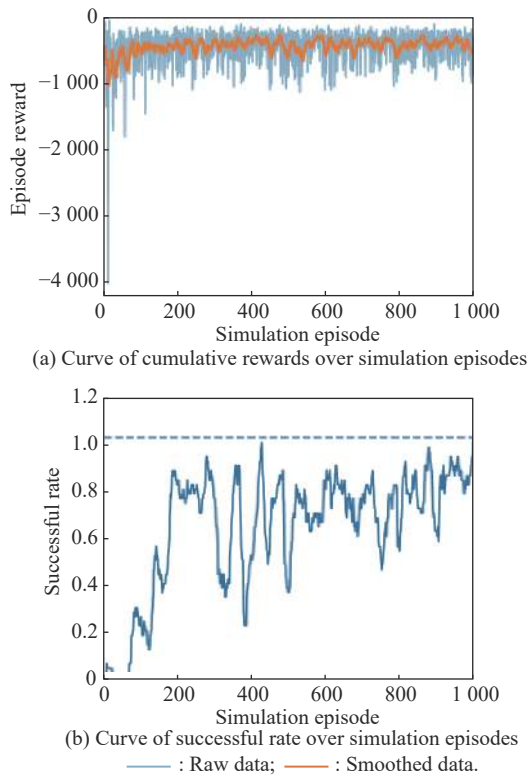 0
−1 000
−2 000
−3 000
−4 000
Episode reward
0 200 400 600 800 1 000
Simulation episode
(a) Curve of cumulative rewards over simulation episodes
1.2
1.0
0.8
0.6
0.4
0.2
0
Successful rate
0 200 400 600 800 1 000
Simulation episode
(b) Curve of successful rate over simulation episodes
: Raw data; : Smoothed data.